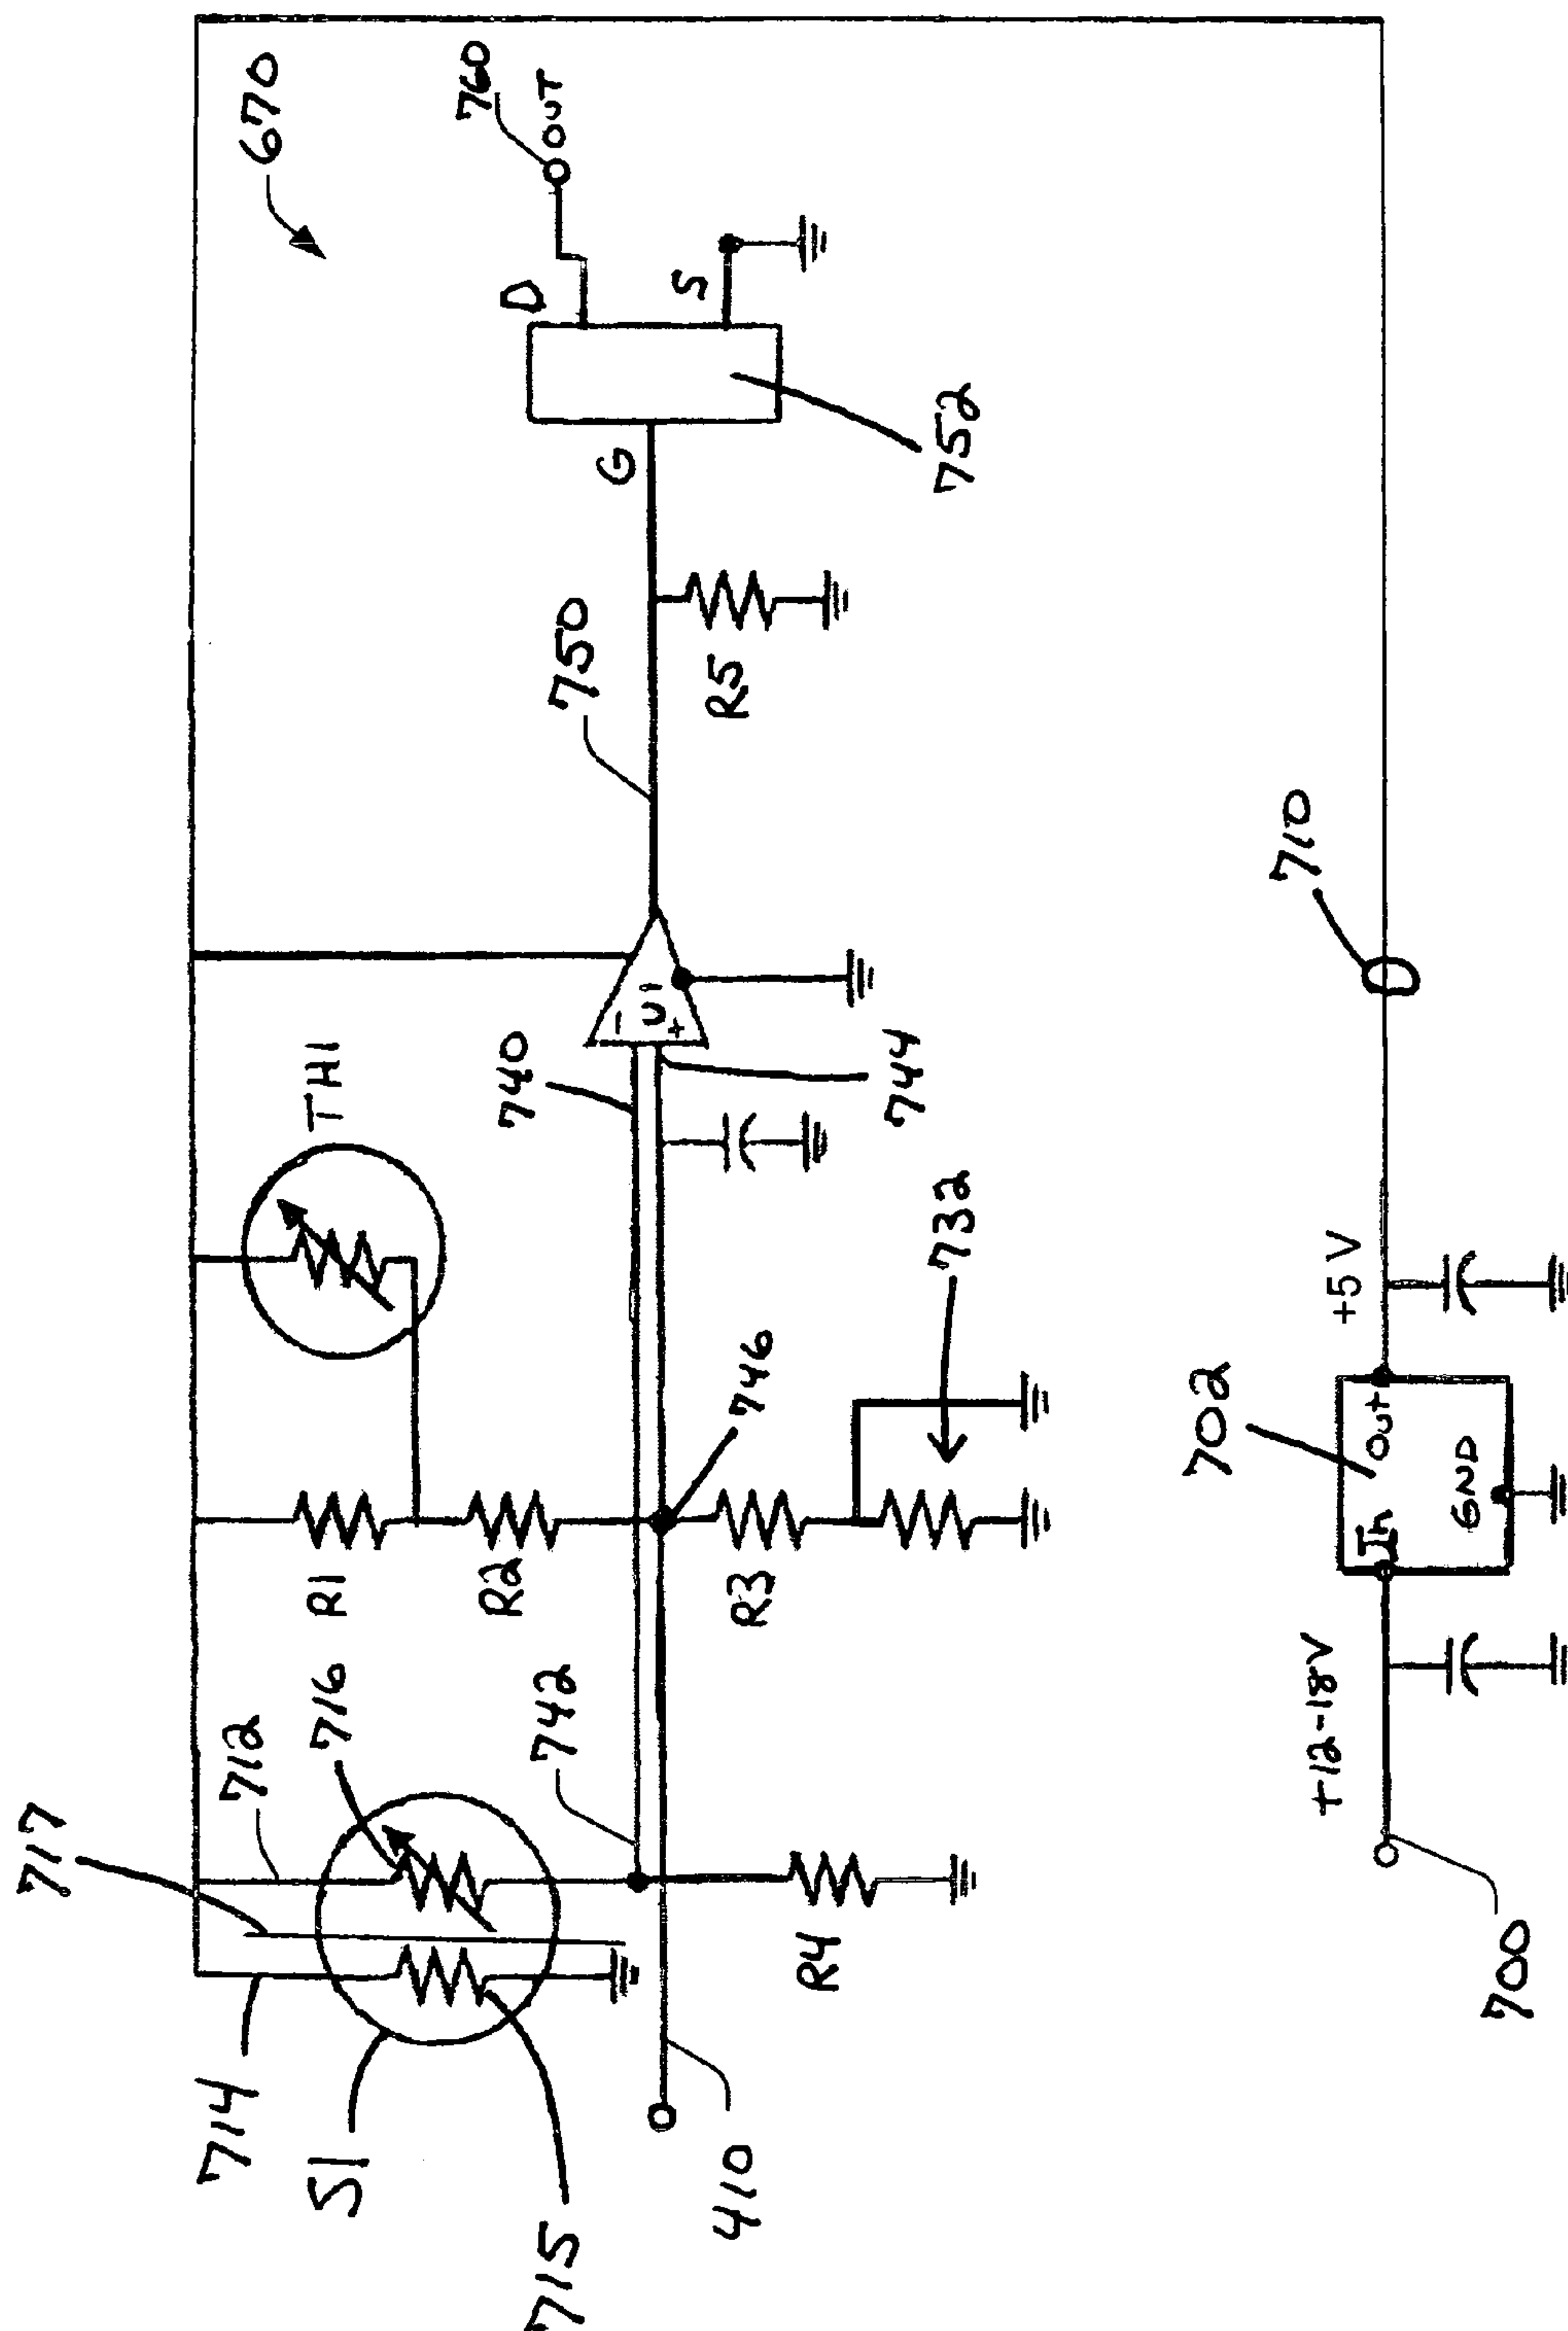 670
760
OUT
D
S
G
752
750
R5
TH1
740
U1
-
+
744
732
746
R1
R2
R3
717
712
716
742
R4
714
S1
715
410
710
+5V
702
In
Out
GND
+12-18V
700